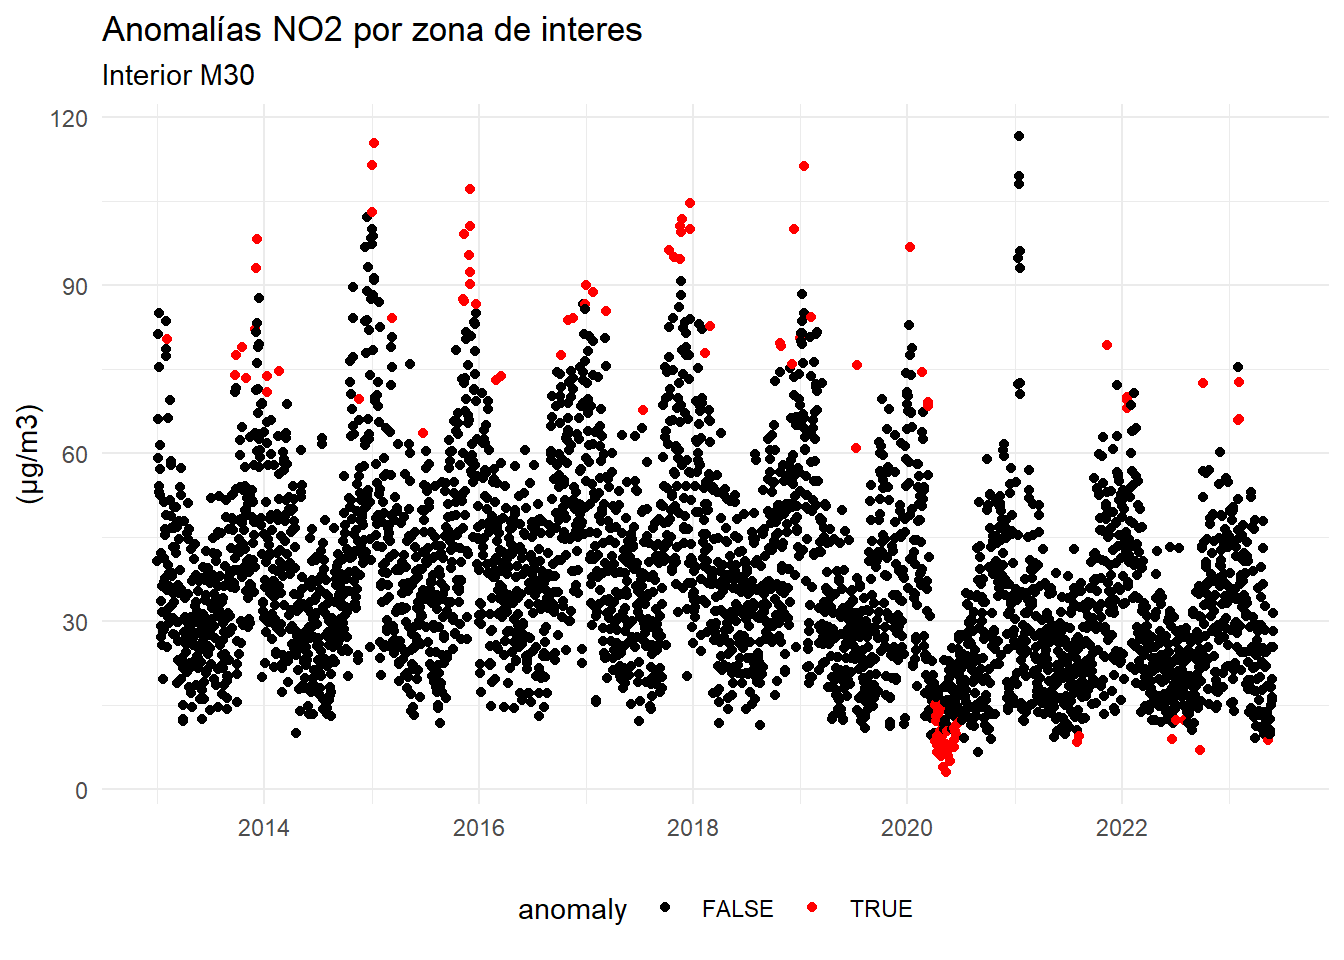 Anomalías NO2 por zona de interes
Interior M30
120
90
60
30
0
(µg/m3)
2014 2016 2018 2020 2022
anomaly FALSE TRUE